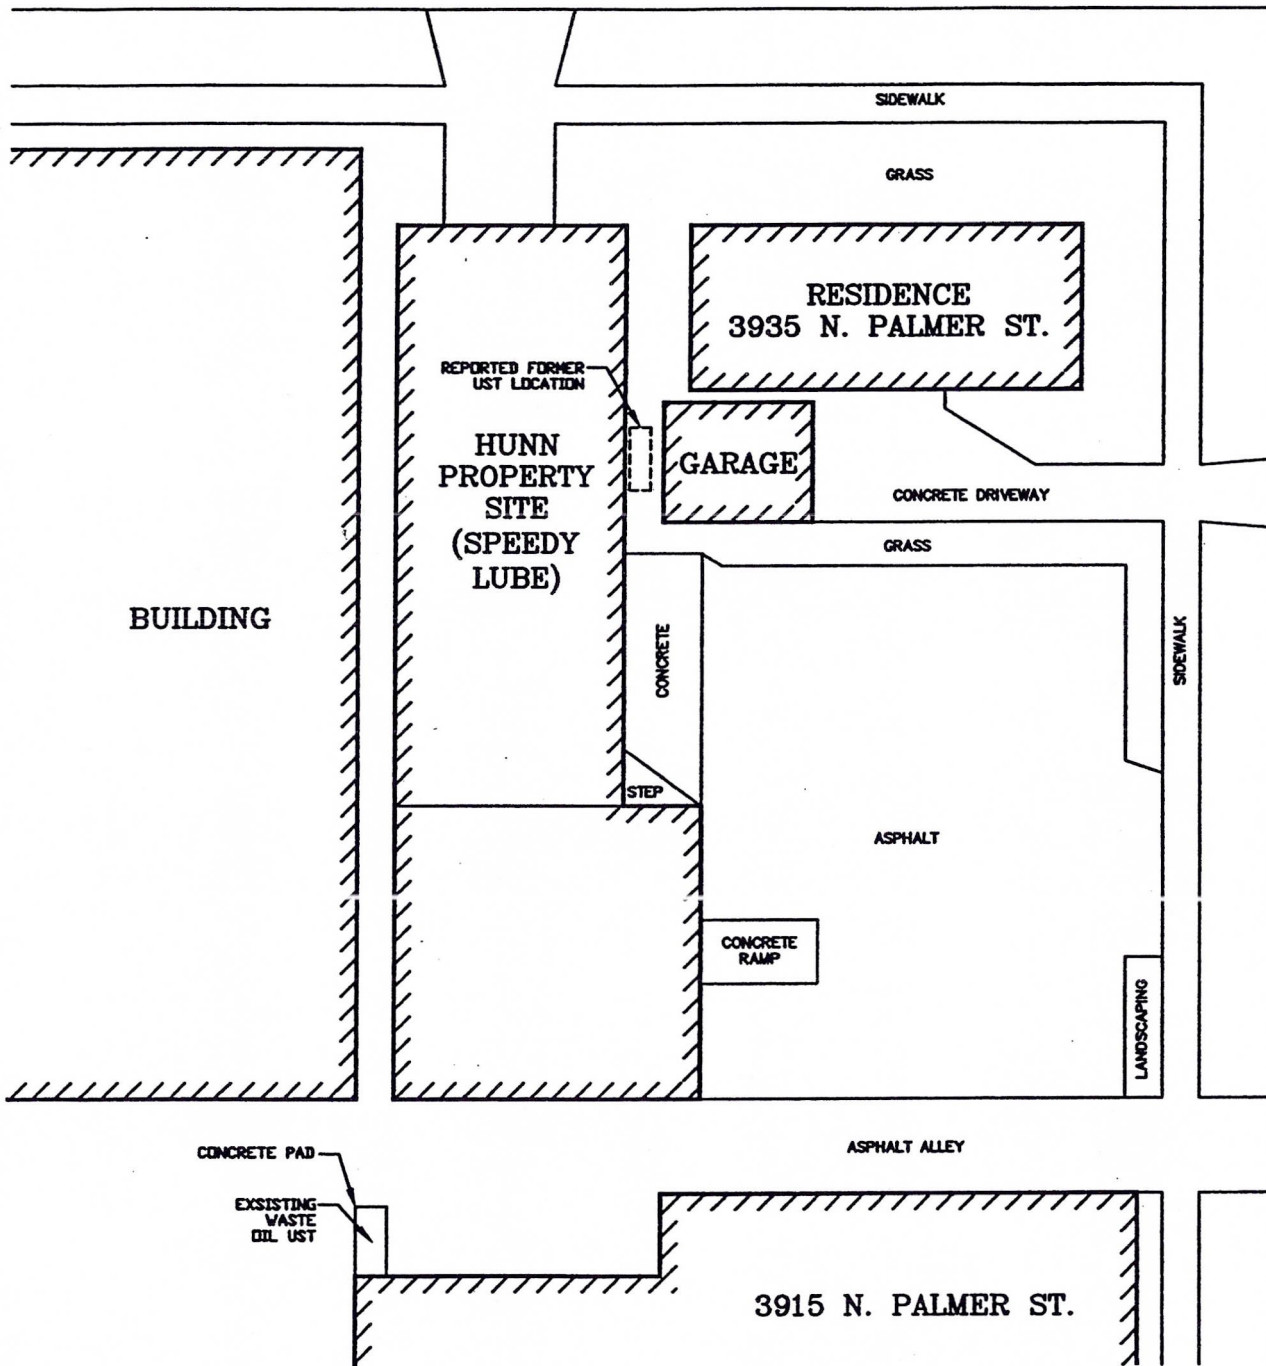 SIDEWALK
GRASS
RESIDENCE
3935 N. PALMER ST.
REPORTED FORMER
UST LOCATION
HUNN
PROPERTY
SITE
(SPEEDY
LUBE)
GARAGE
CONCRETE DRIVEWAY
GRASS
BUILDING
CONCRETE
SIDEWALK
STEP
ASPHALT
CONCRETE
RAMP
LANDSCAPING
ASPHALT ALLEY
CONCRETE PAD
EXSISTING
WASTE
OIL UST
3915 N. PALMER ST.